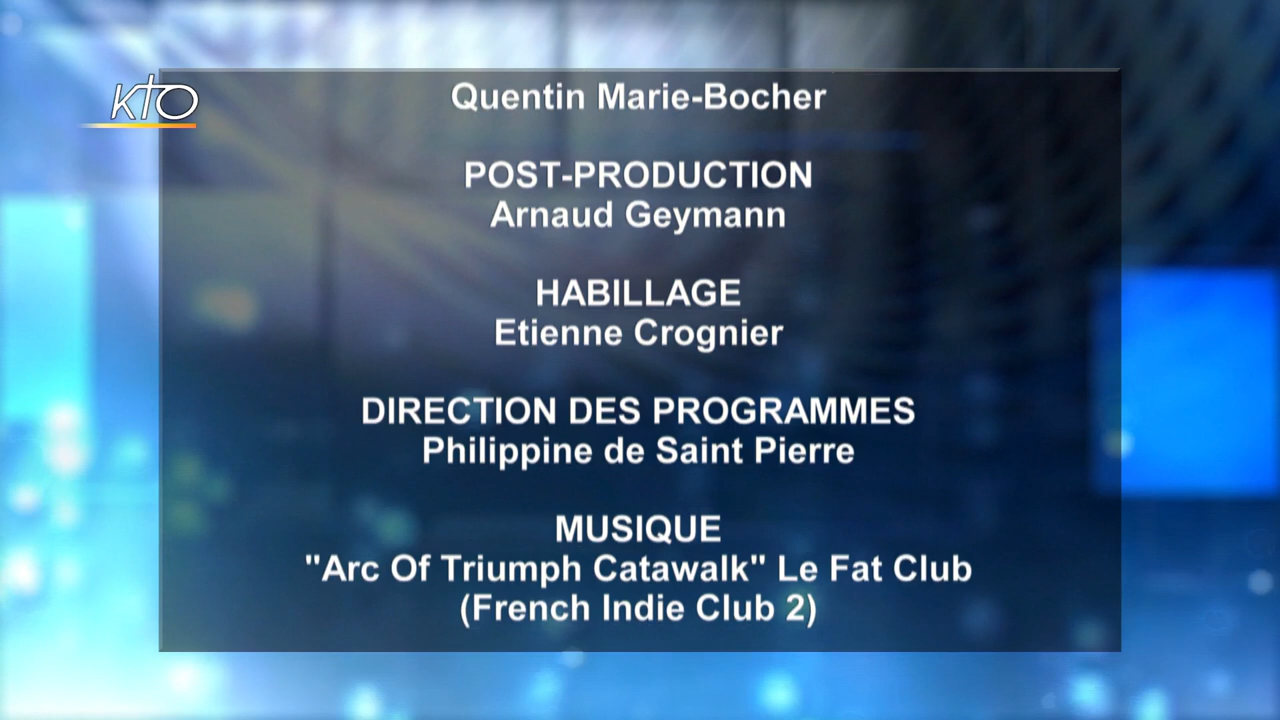 KTO
Quentin Marie-Bocher
POST-PRODUCTION
Arnaud Geymann
HABILLAGE
Etienne Crognier
DIRECTION DES PROGRAMMES
Philippine de Saint Pierre
MUSIQUE
"Arc Of Triumph Catawalk" Le Fat Club
(French Indie Club 2)